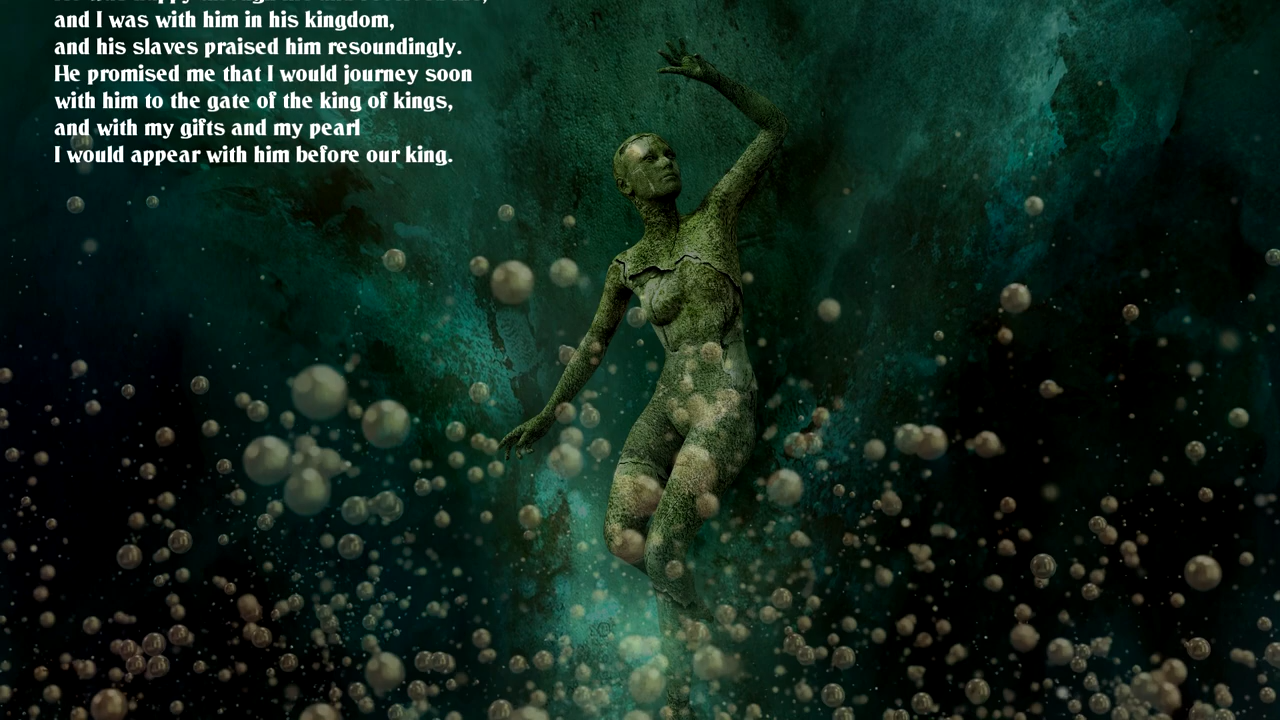 and I was with him in his kingdom,
and his slaves praised him resoundingly.
He promised me that I would journey soon
with him to the gate of the king of kings,
and with my gifts and my pearl
I would appear with him before our king.